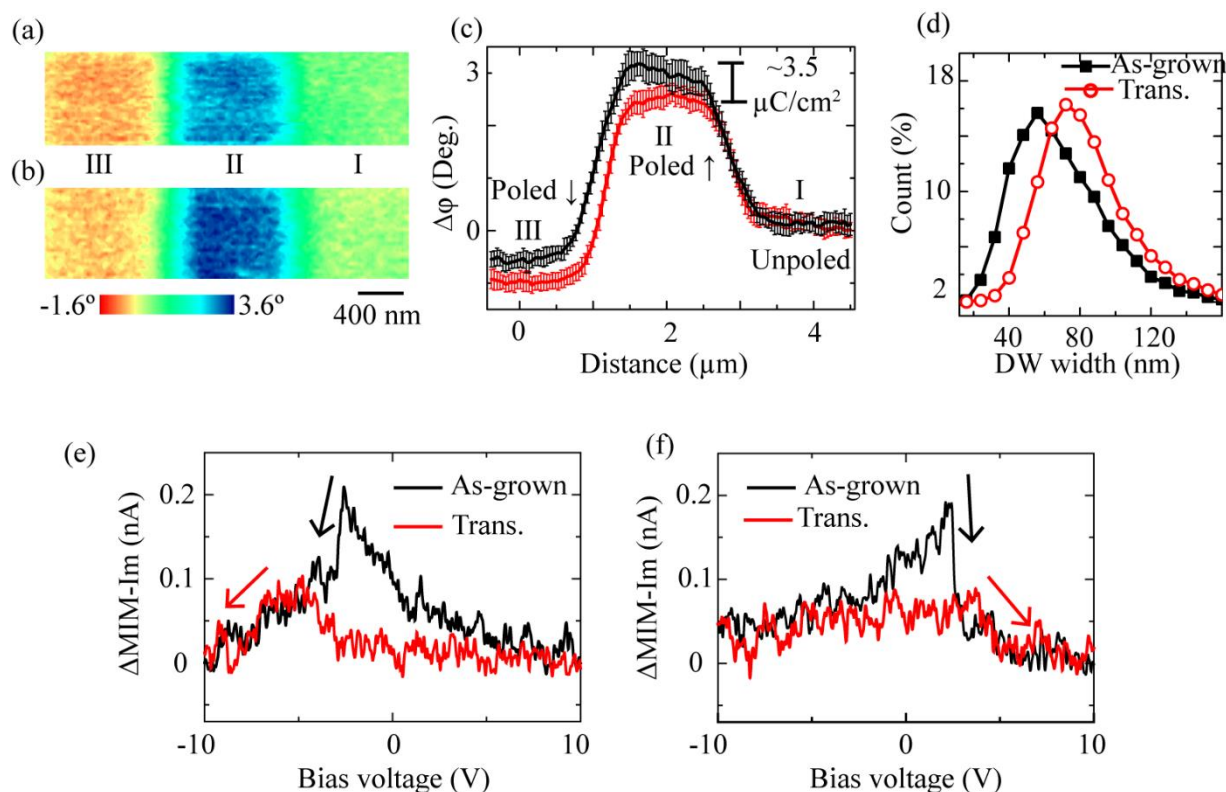 (a)
III II I
(b)
-1.6° 3.6°
400 nm
(c)
3
0
Δφ (Deg.)
~3.5
μC/cm²
II
Poled ↑
Poled ↓
III
I
Unpoled
0 2 4
Distance (μm)
(d)
18
10
2
Count (%)
As-grown
Trans.
40 80 120
DW width (nm)
(e)
0.2
0.1
0
ΔMIM-Im (nA)
As-grown
Trans.
-10 0 10
Bias voltage (V)
(f)
0.2
0.1
0
ΔMIM-Im (nA)
As-grown
Trans.
-10 0 10
Bias voltage (V)